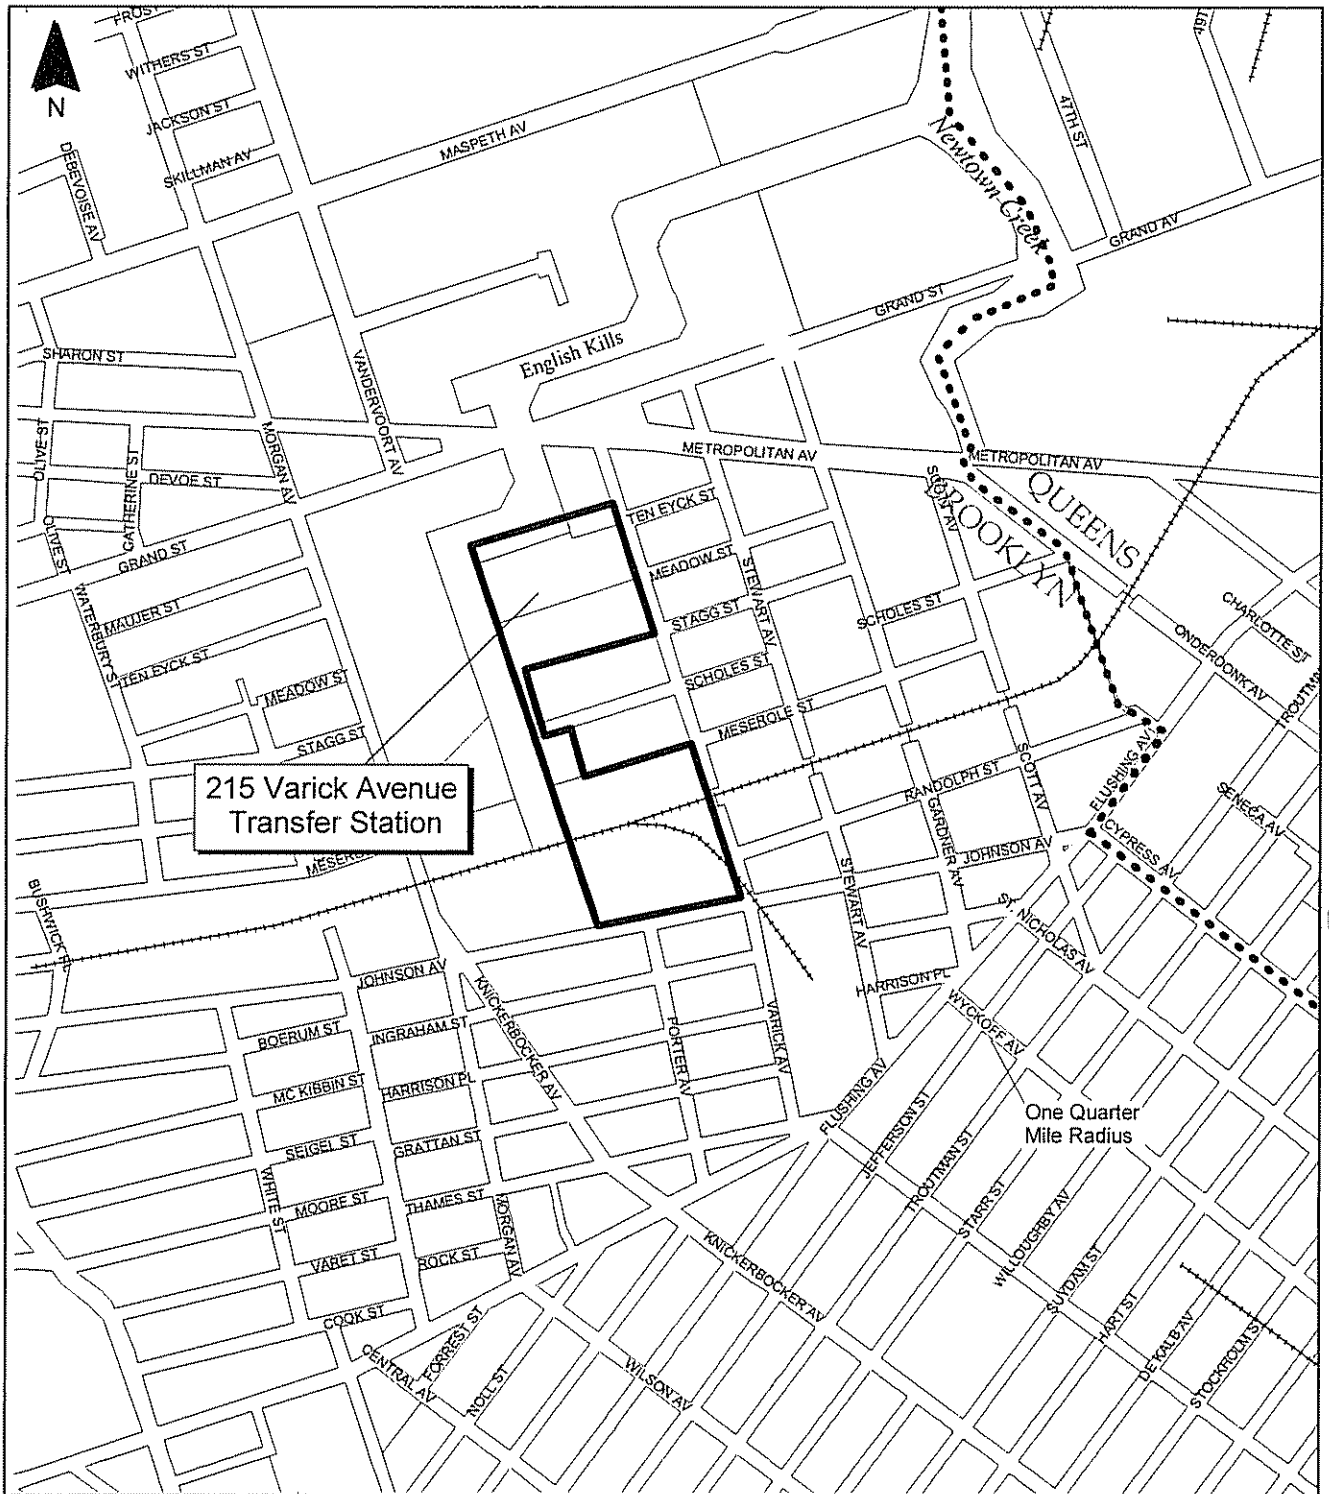 FROST
WITHERS ST
N
JACKSON ST
SKILLMAN AV
DEBEVOISE AV
MASPETH AV
Newtown Creek
47TH ST
49T
GRAND AV
GRAND ST
English Kills
SHARON ST
VANDERVOORT AV
OLIVE ST
CATHERINE ST
DEVOE ST
MORGAN AV
METROPOLITAN AV
METROPOLITAN AV
QUEENS
BROOKLYN
TEN EYCK ST
MEADOW ST
STEWART AV
STAGG ST
SCHOLES ST
SCHOLES ST
MESEROLE ST
OLIVE ST
GRAND ST
WATERBURY S
MAUJER ST
TEN EYCK ST
MEADOW ST
STAGG ST
CHARLOTTE ST
ONDERDONK AV
TROUTM
215 Varick Avenue
Transfer Station
MESERO
RANDOLPH ST
SCOTT AV
FLUSHING AV
SENECA AV
CYPRESS AV
GARDNER AV
JOHNSON AV
STEWART AV
ST. NICHOLAS AV
BUSHWICK PL
JOHNSON AV
KNICKERBOCKER AV
HARRISON PL
WYCKOFF AV
BOERUM ST
INGRAHAM ST
PORTER AV
VARICK AV
MC KIBBIN ST
HARRISON PL
FLUSHING AV
One Quarter
Mile Radius
SEIGEL ST
GRATTAN ST
JEFFERSON ST
TROUTMAN ST
STARR ST
WILLOUGHBY AV
WHITE ST
MOORE ST
THAMES ST
MORGAN AV
VARET ST
ROCK ST
KNICKERBOCKER AV
SUYDAM ST
HART ST
DE KALB AV
STOCKHOLM S
COOK ST
CENTRAL AV
FORREST ST
NOLL ST
WILSON AV